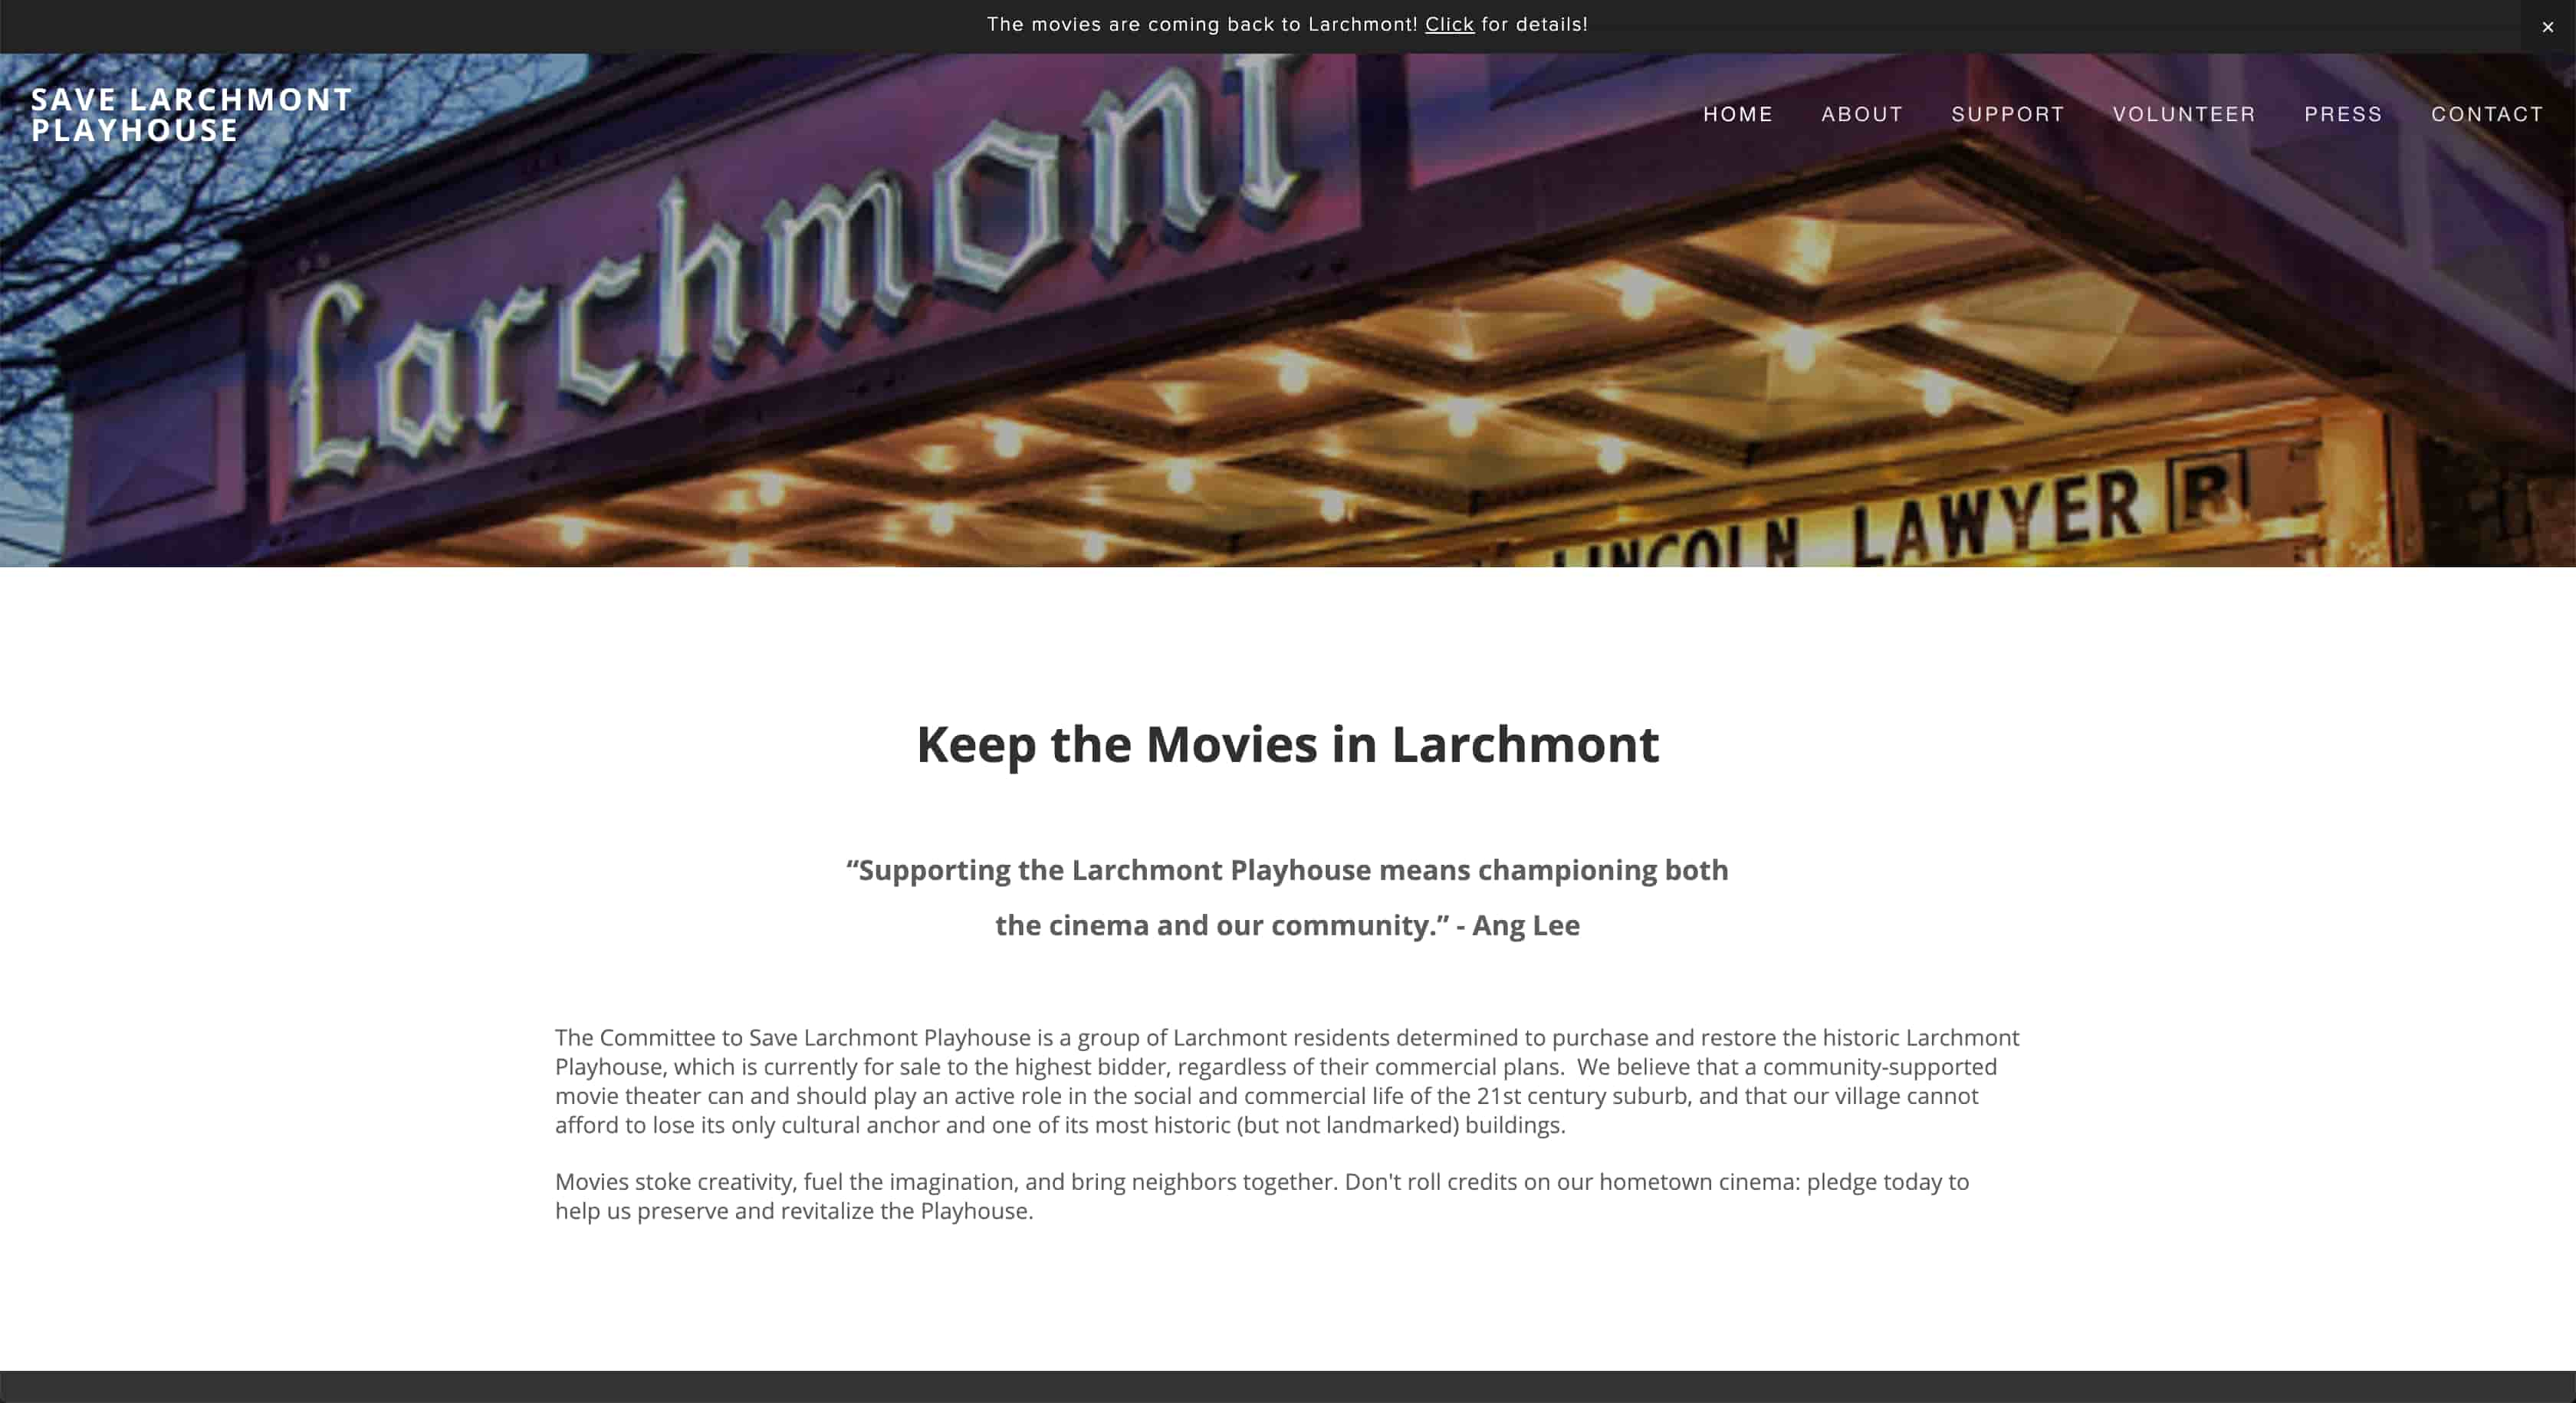 The movies are coming back to Larchmont! Click for details!
×
SAVE LARCHMONT
PLAYHOUSE
HOME ABOUT SUPPORT VOLUNTEER PRESS CONTACT
Larchmont
LINCOLN LAWYER R
Keep the Movies in Larchmont
“Supporting the Larchmont Playhouse means championing both
the cinema and our community.” - Ang Lee
The Committee to Save Larchmont Playhouse is a group of Larchmont residents determined to purchase and restore the historic Larchmont
Playhouse, which is currently for sale to the highest bidder, regardless of their commercial plans.  We believe that a community-supported
movie theater can and should play an active role in the social and commercial life of the 21st century suburb, and that our village cannot
afford to lose its only cultural anchor and one of its most historic (but not landmarked) buildings.
Movies stoke creativity, fuel the imagination, and bring neighbors together. Don't roll credits on our hometown cinema: pledge today to
help us preserve and revitalize the Playhouse.